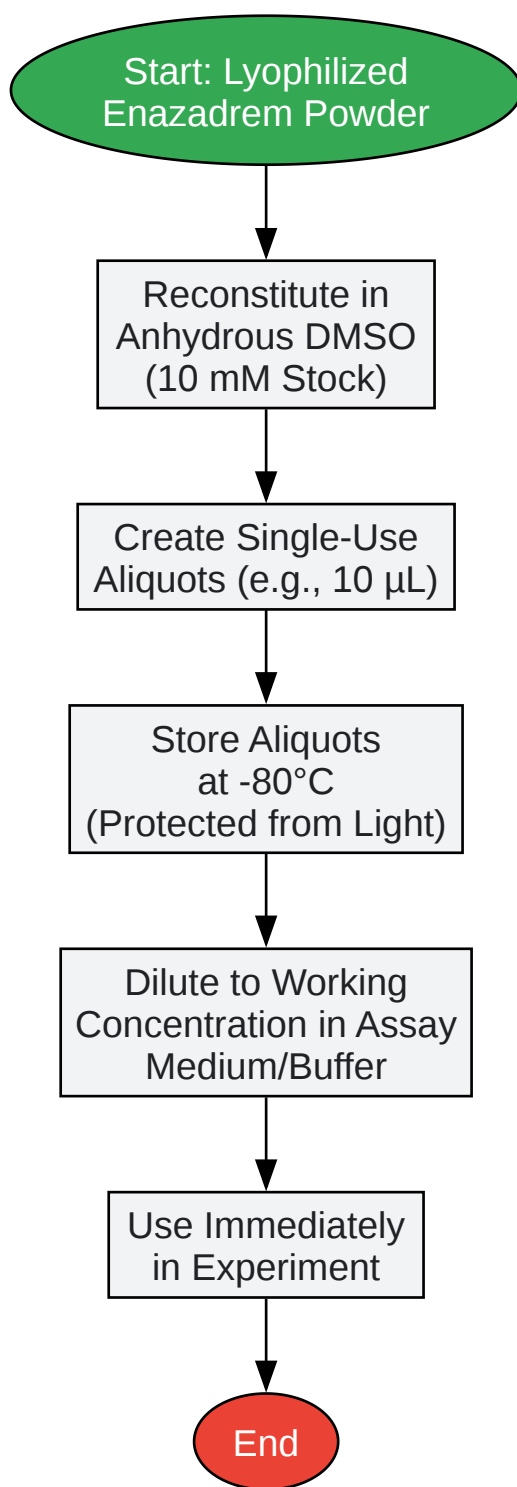 Start: Lyophilized
Enazadrem Powder
Reconstitute in
Anhydrous DMSO
(10 mM Stock)
Create Single-Use
Aliquots (e.g., 10 µL)
Store Aliquots
at -80°C
(Protected from Light)
Dilute to Working
Concentration in Assay
Medium/Buffer
Use Immediately
in Experiment
End